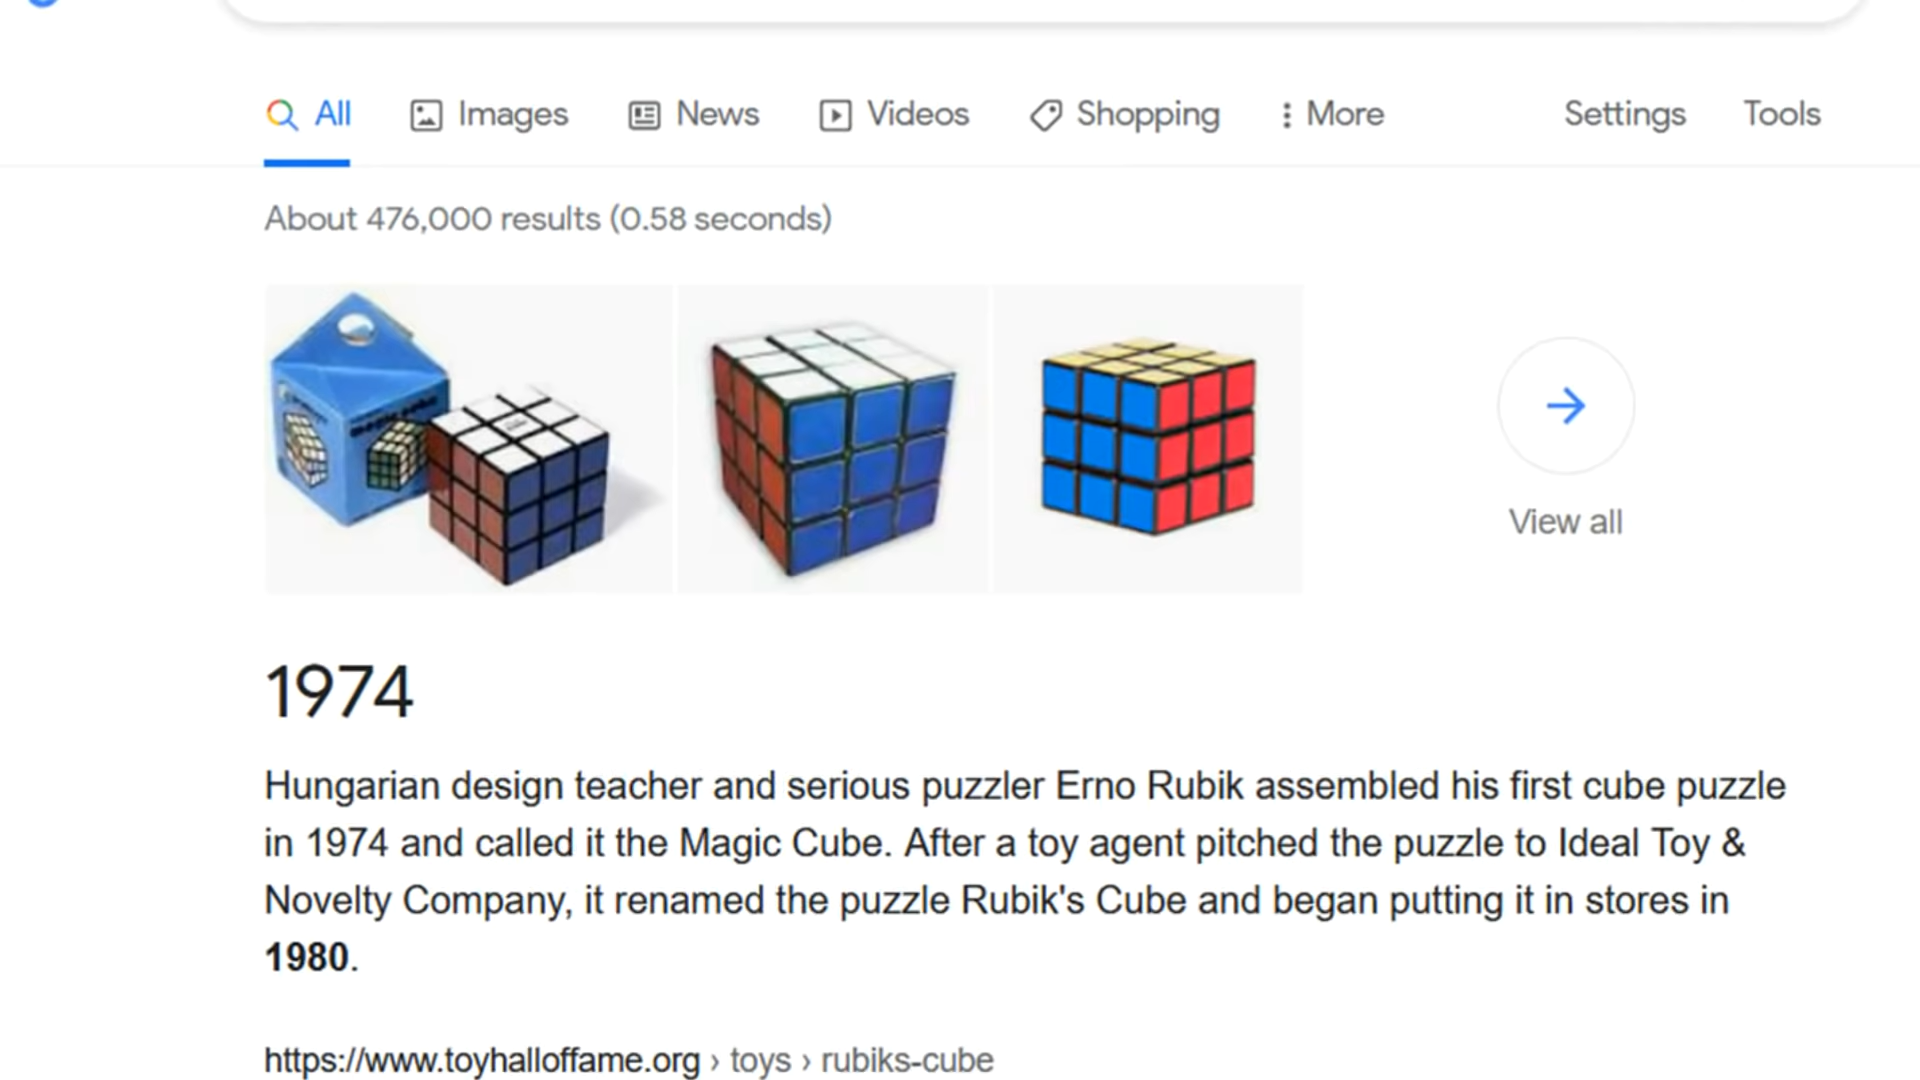 All Images News Videos Shopping More Settings Tools
About 476,000 results (0.58 seconds)
View all
1974
Hungarian design teacher and serious puzzler Erno Rubik assembled his first cube puzzle
in 1974 and called it the Magic Cube. After a toy agent pitched the puzzle to Ideal Toy &
Novelty Company, it renamed the puzzle Rubik's Cube and began putting it in stores in
1980.
https://www.toyhalloffame.org › toys › rubiks-cube